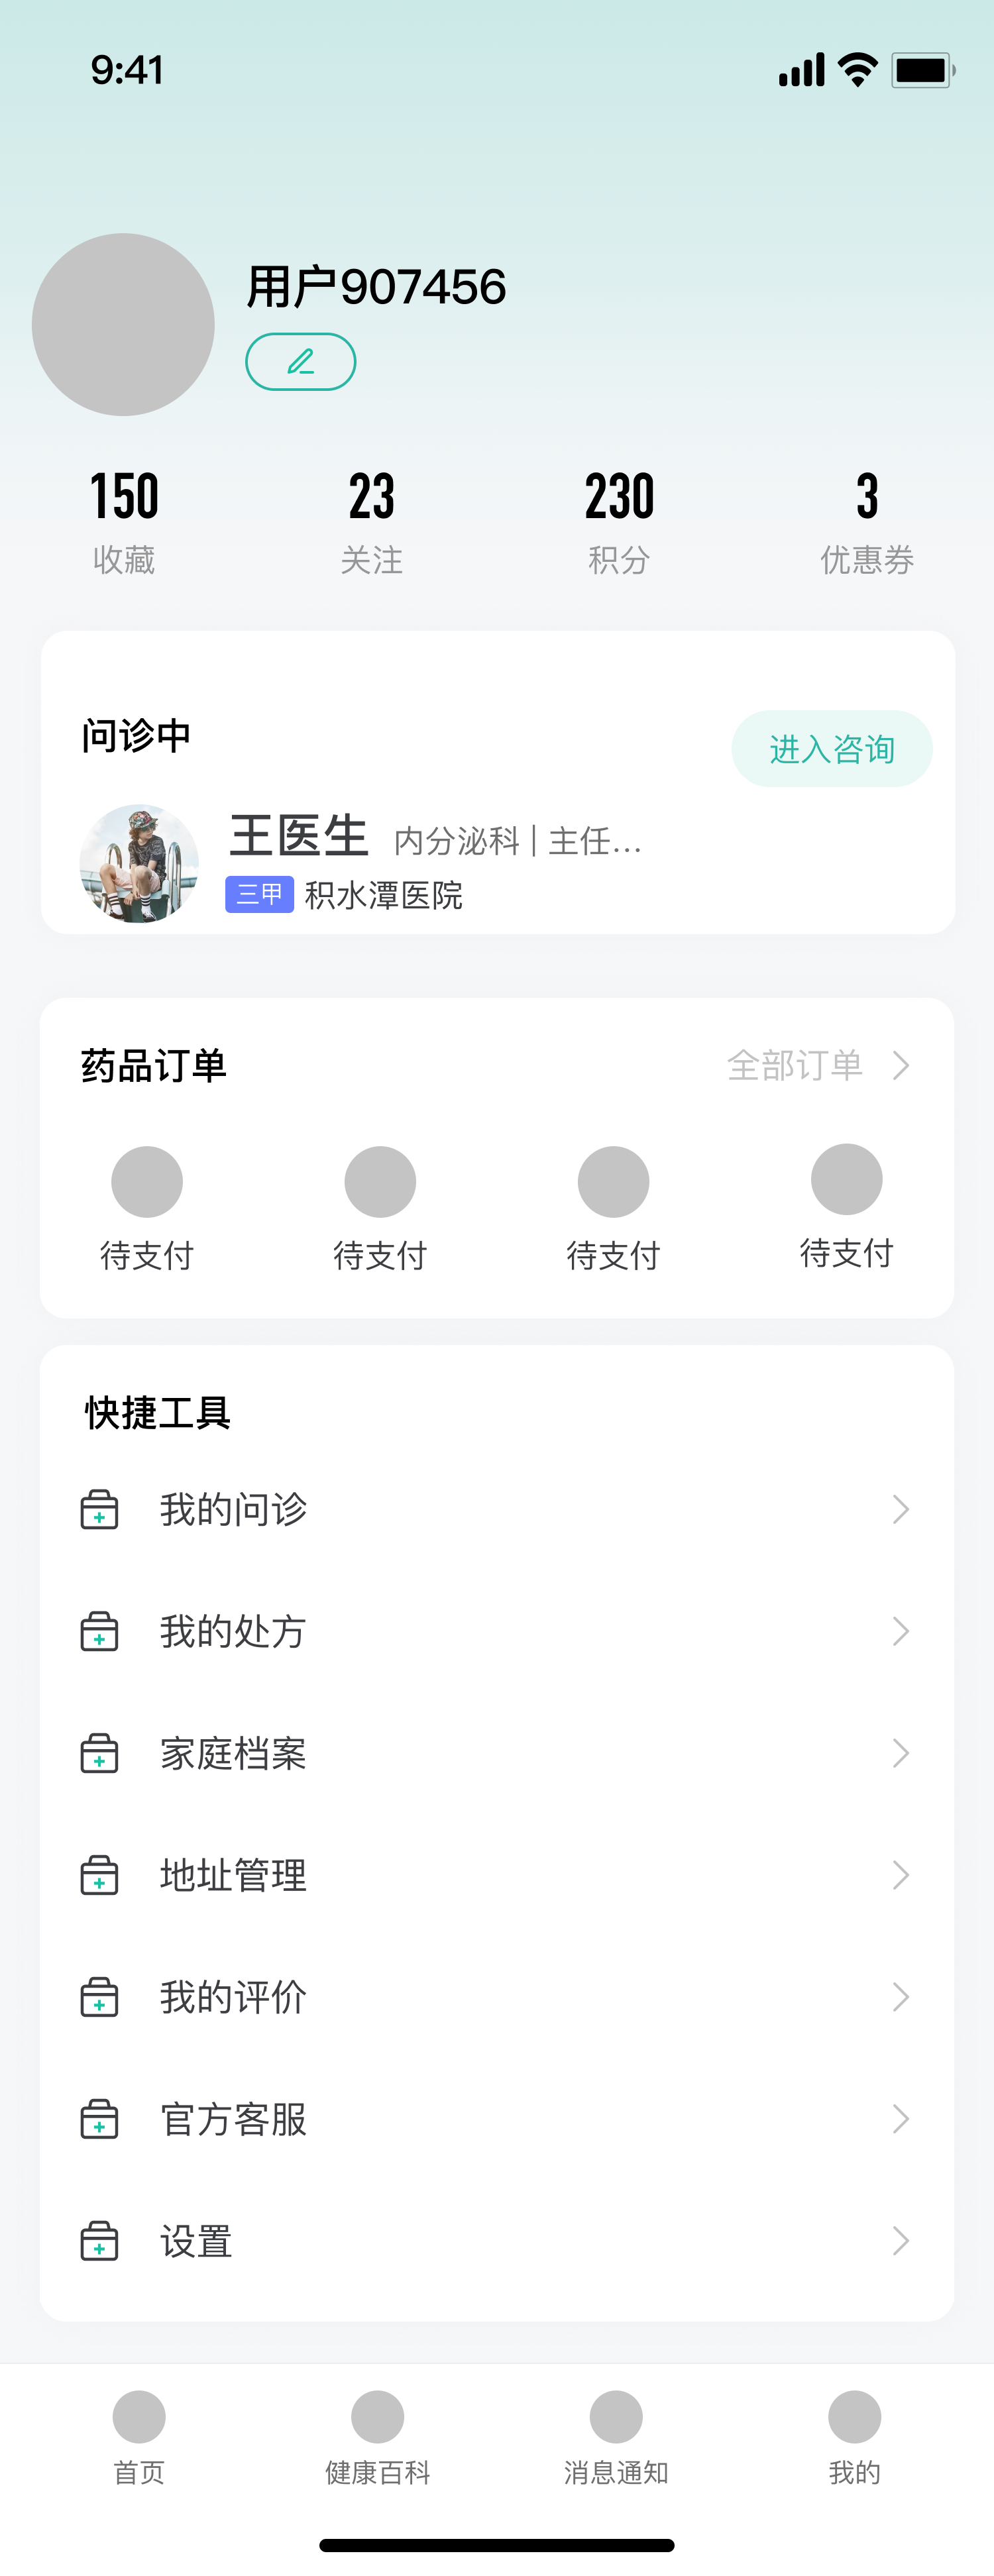 9:41
用户907456
150 23 230 3
收藏 关注 积分 优惠券
问诊中
进入咨询
王医生 内分泌科 | 主任...
三甲 积水潭医院
药品订单 全部订单
待支付 待支付 待支付 待支付
快捷工具
我的问诊
我的处方
家庭档案
地址管理
我的评价
官方客服
设置
首页 健康百科 消息通知 我的